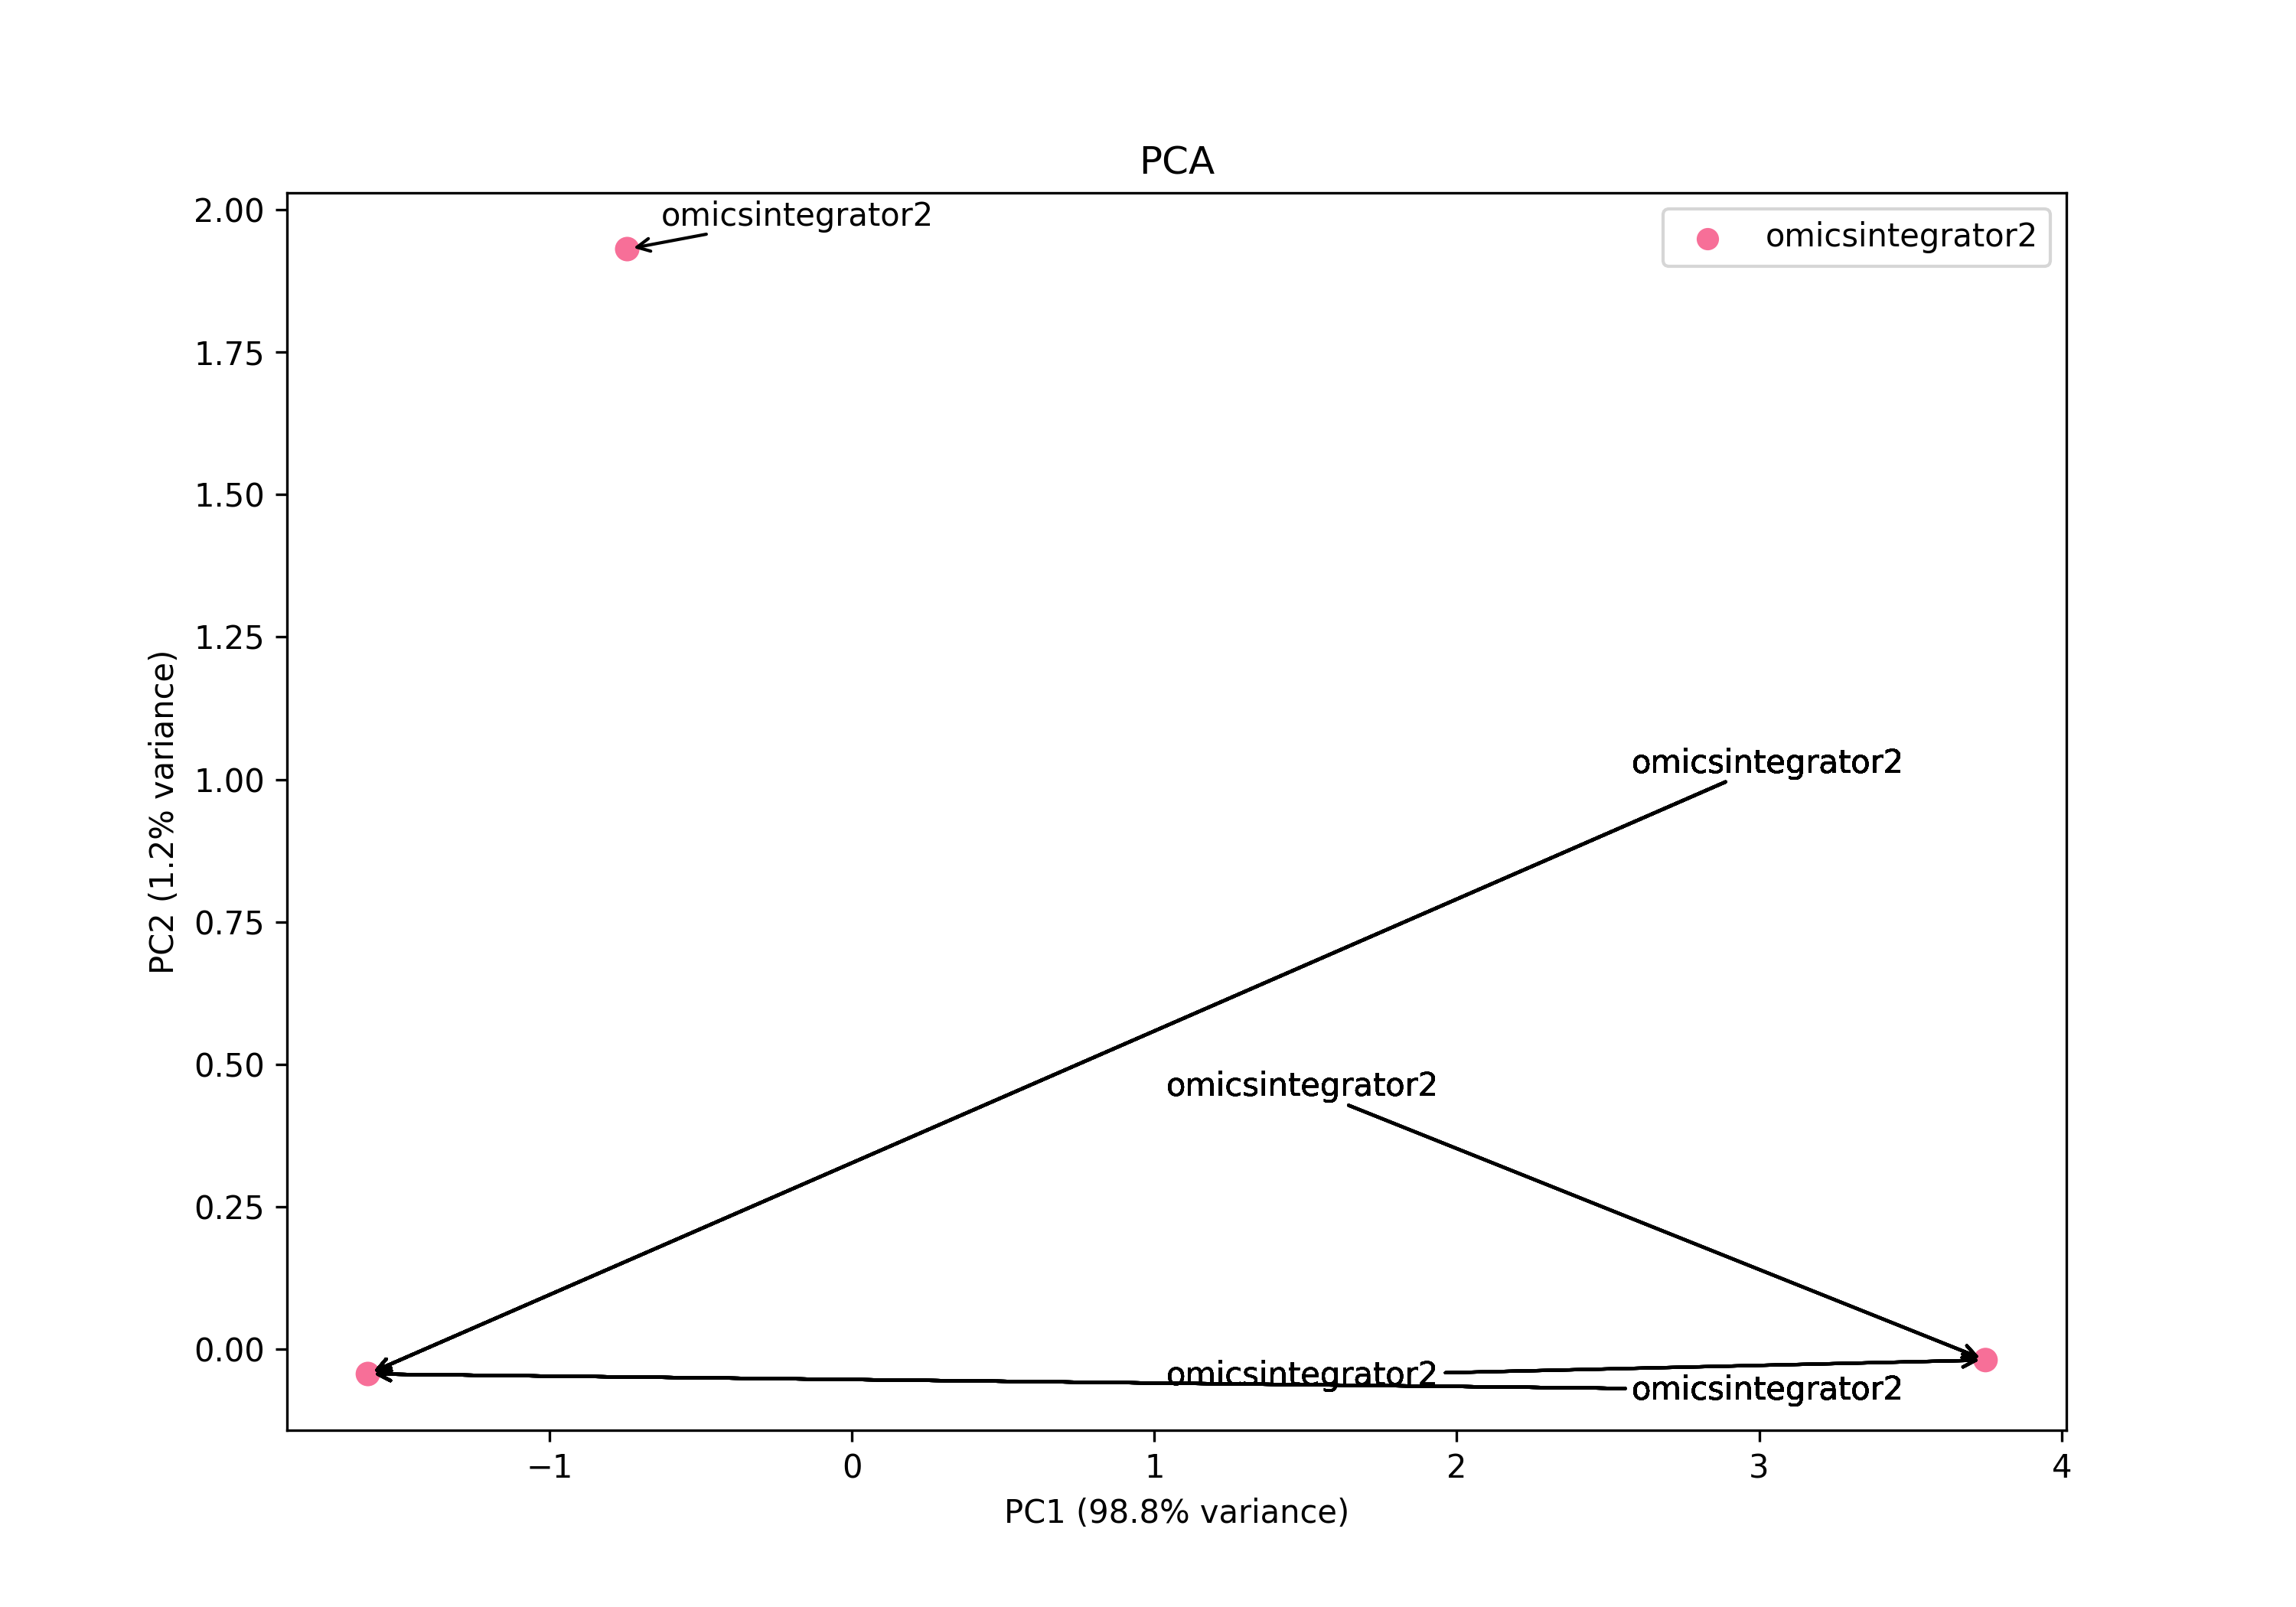 PCA
omicsintegrator2
omicsintegrator2
2.00
1.75
1.50
1.25
1.00
0.75
0.50
0.25
0.00
PC2 (1.2% variance)
omicsintegrator2
omicsintegrator2
omicsintegrator2
omicsintegrator2
−1 0 1 2 3 4
PC1 (98.8% variance)